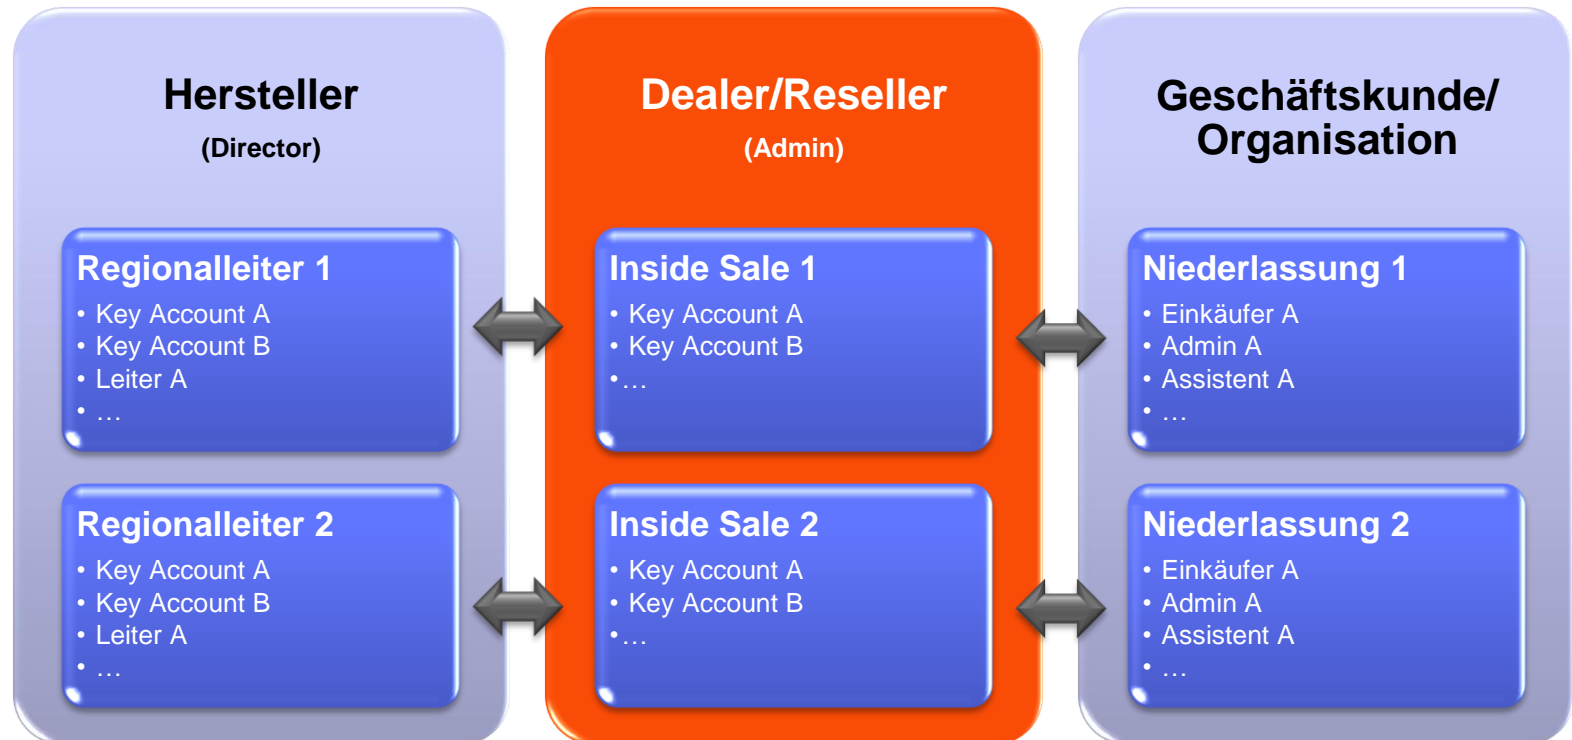 Hersteller
(Director)
Regionalleiter 1
• Key Account A
• Key Account B
• Leiter A
• …
Regionalleiter 2
• Key Account A
• Key Account B
• Leiter A
• …
Dealer/Reseller
(Admin)
Inside Sale 1
• Key Account A
• Key Account B
•…
Inside Sale 2
• Key Account A
• Key Account B
•…
Geschäftskunde/
Organisation
Niederlassung 1
• Einkäufer A
• Admin A
• Assistent A
• …
Niederlassung 2
• Einkäufer A
• Admin A
• Assistent A
• …